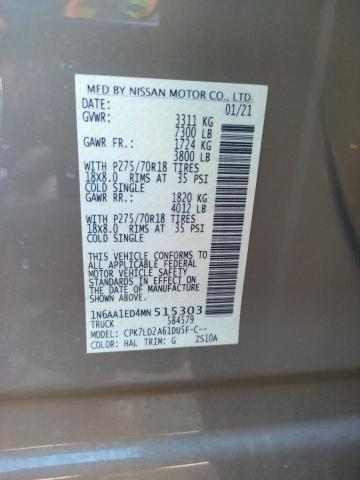 MFD BY NISSAN MOTOR CO., LTD.
DATE: 01/21
GVWR: 3311 KG
7300 LB
GAWR FR.: 1724 KG
3800 LB
WITH P275/70R18 TIRES
18X8.0 RIMS AT 35 PSI
COLD SINGLE
GAWR RR.: 1820 KG
4012 LB
WITH P275/70R18 TIRES
18X8.0 RIMS AT 35 PSI
COLD SINGLE
THIS VEHICLE CONFORMS TO
ALL APPLICABLE FEDERAL
MOTOR VEHICLE SAFETY
STANDARDS IN EFFECT
ON THE DATE OF MANUFACTURE
SHOWN ABOVE.
1N6AA1ED4MN515303
TRUCK 584579
MODEL: CPK7LD2A61DUSF-C--
COLOR: HAL TRIM: G 2S10A